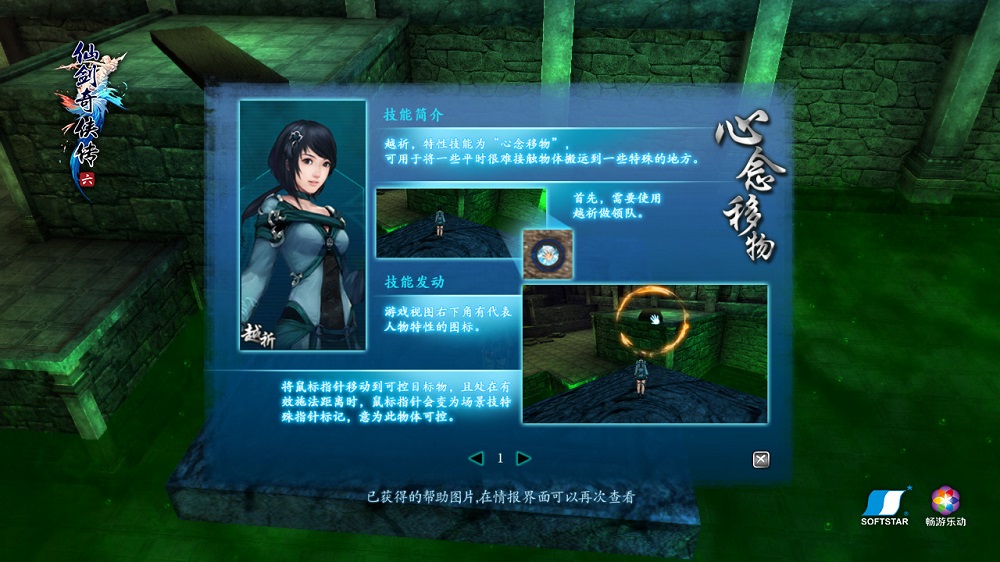 仙剑奇侠传
六
心念移物
技能简介
越祈，特性技能为“心念移物”，
可用于将一些平时很难接触物体搬运到一些特殊的地方。
首先，需要使用
越祈做领队。
技能发动
游戏视图右下角有代表
人物特性的图标。
越祈
将鼠标指针移动到可控目标物，且处在有
效施法距离时，鼠标指针会变为场景技特
殊指针标记，意为此物体可控。
1
已获得的帮助图片,在情报界面可以再次查看
SOFTSTAR
畅游乐动